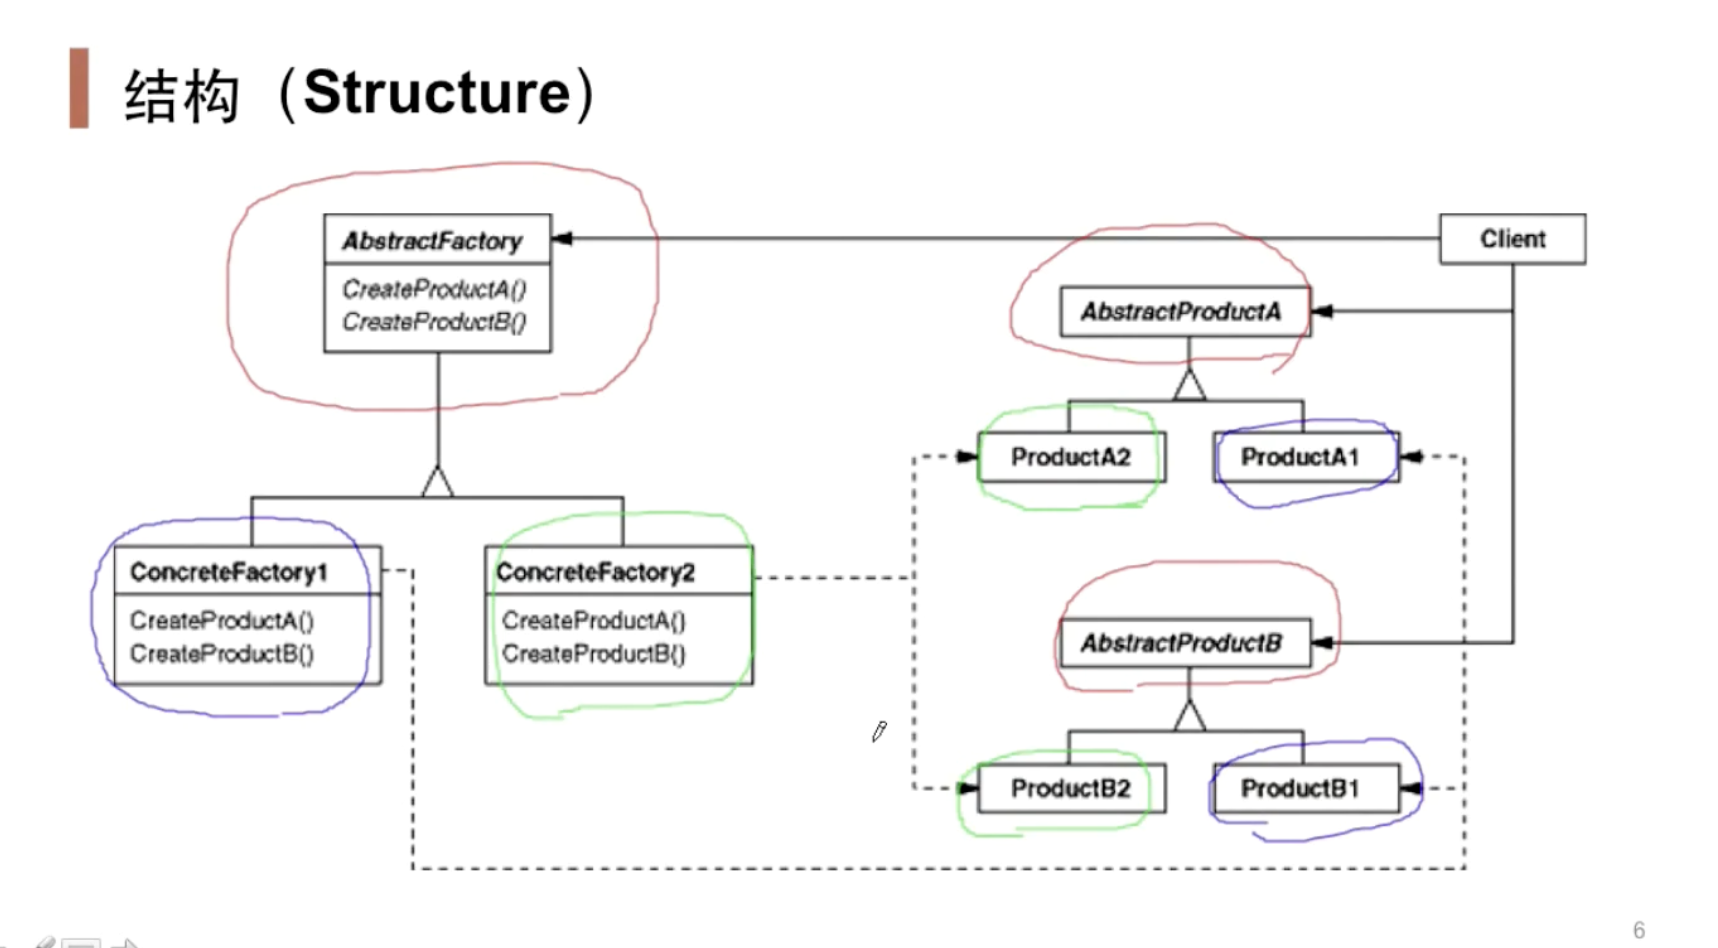 结构（Structure）
AbstractFactory
CreateProductA()
CreateProductB()
Client
AbstractProductA
ProductA2
ProductA1
ConcreteFactory1
CreateProductA()
CreateProductB()
ConcreteFactory2
CreateProductA()
CreateProductB()
AbstractProductB
ProductB2
ProductB1
6